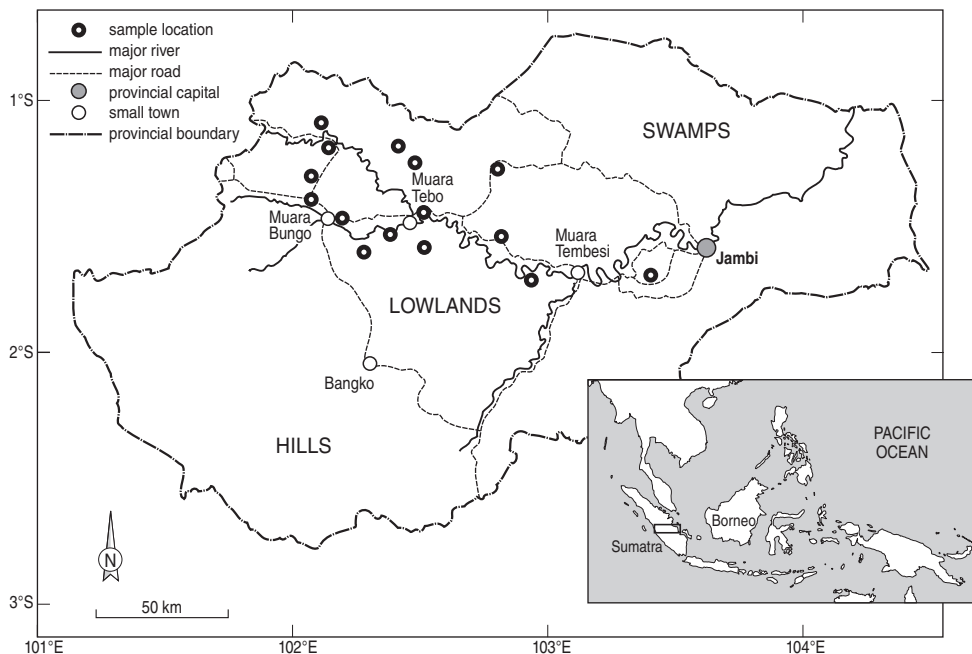 sample location
major river
major road
provincial capital
small town
provincial boundary
1°S
SWAMPS
Muara
Tebo
Muara
Bungo
Muara
Tembesi
Jambi
LOWLANDS
2°S
Bangko
HILLS
PACIFIC
OCEAN
Borneo
Sumatra
N
3°S
50 km
101°E
102°E
103°E
104°E